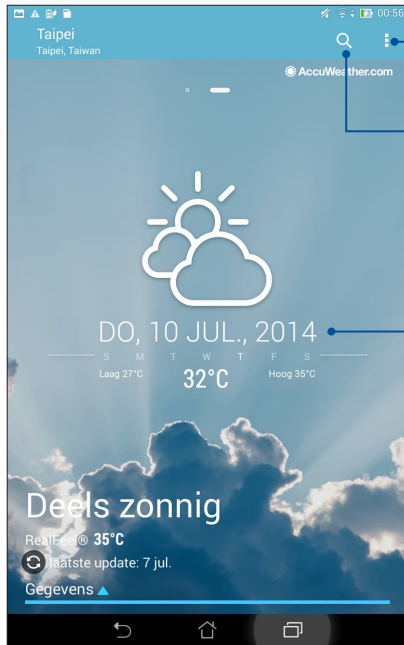 00:56
Taipei
Taipei, Taiwan
AccuWeather.com
DO, 10 JUL., 2014
S M T W T F S
Laag 27°C 32°C Hoog 35°C
Deels zonnig
RealFeel® 35°C
laatste update: 7 jul.
Gegevens